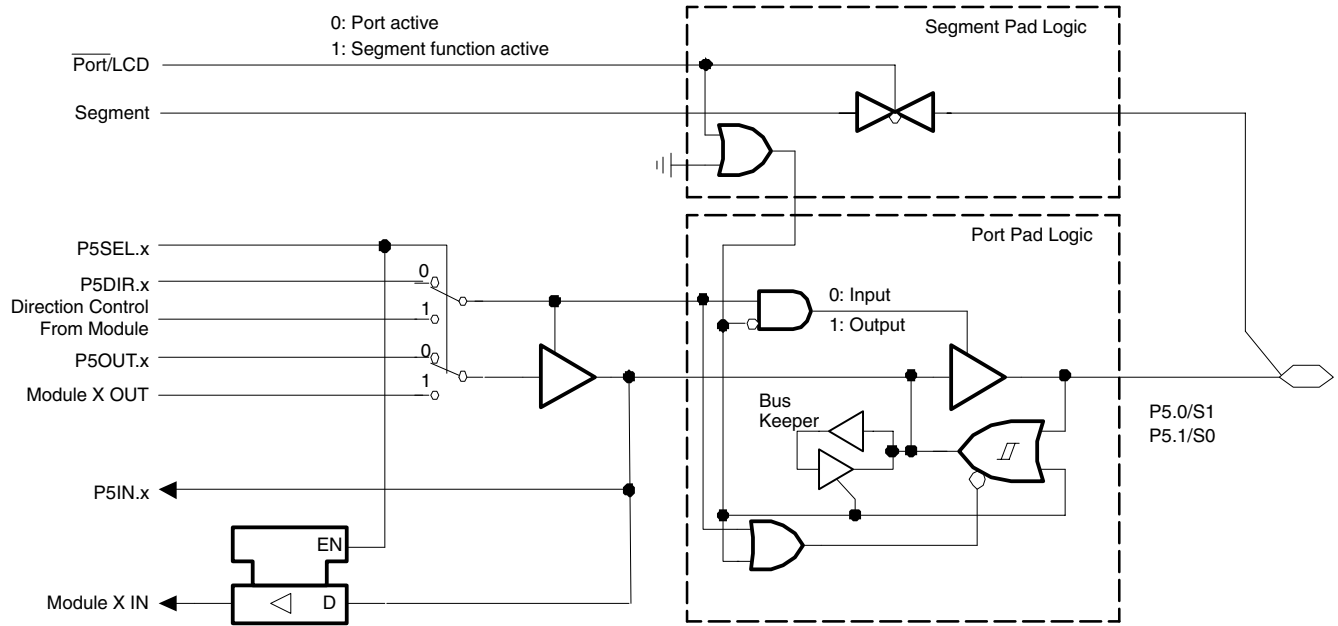 0: Port active
1: Segment function active
Segment Pad Logic
Port/LCD
Segment
Port Pad Logic
P5SEL.x
P5DIR.x
0
Direction Control
From Module
1
0: Input
1: Output
P5OUT.x
0
Module X OUT
1
Bus
Keeper
P5.0/S1
P5.1/S0
P5IN.x
EN
Module X IN
D